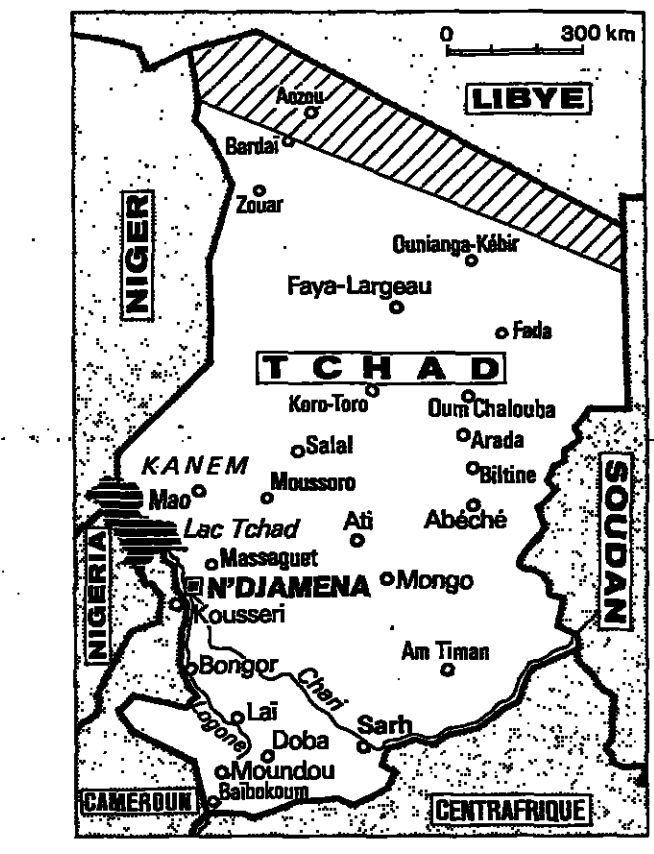 0 300 km
LIBYE
Aozou
Bardaï
Zouar
NIGER
Ounianga-Kébir
Faya-Largeau
Fada
TCHAD
Koro-Toro
Oum Chalouba
Arada
Salal
KANEM
Biltine
Moussoro
Mao
SOUDAN
Abéché
Ati
Lac Tchad
Massaguet
NIGERIA
N'DJAMENA
Mongo
Kousseri
Am Timan
Bongor
Chari
Logone
Laï
Sarh
Doba
Moundou
Baïbokoum
CAMEROUN
CENTRAFRIQUE